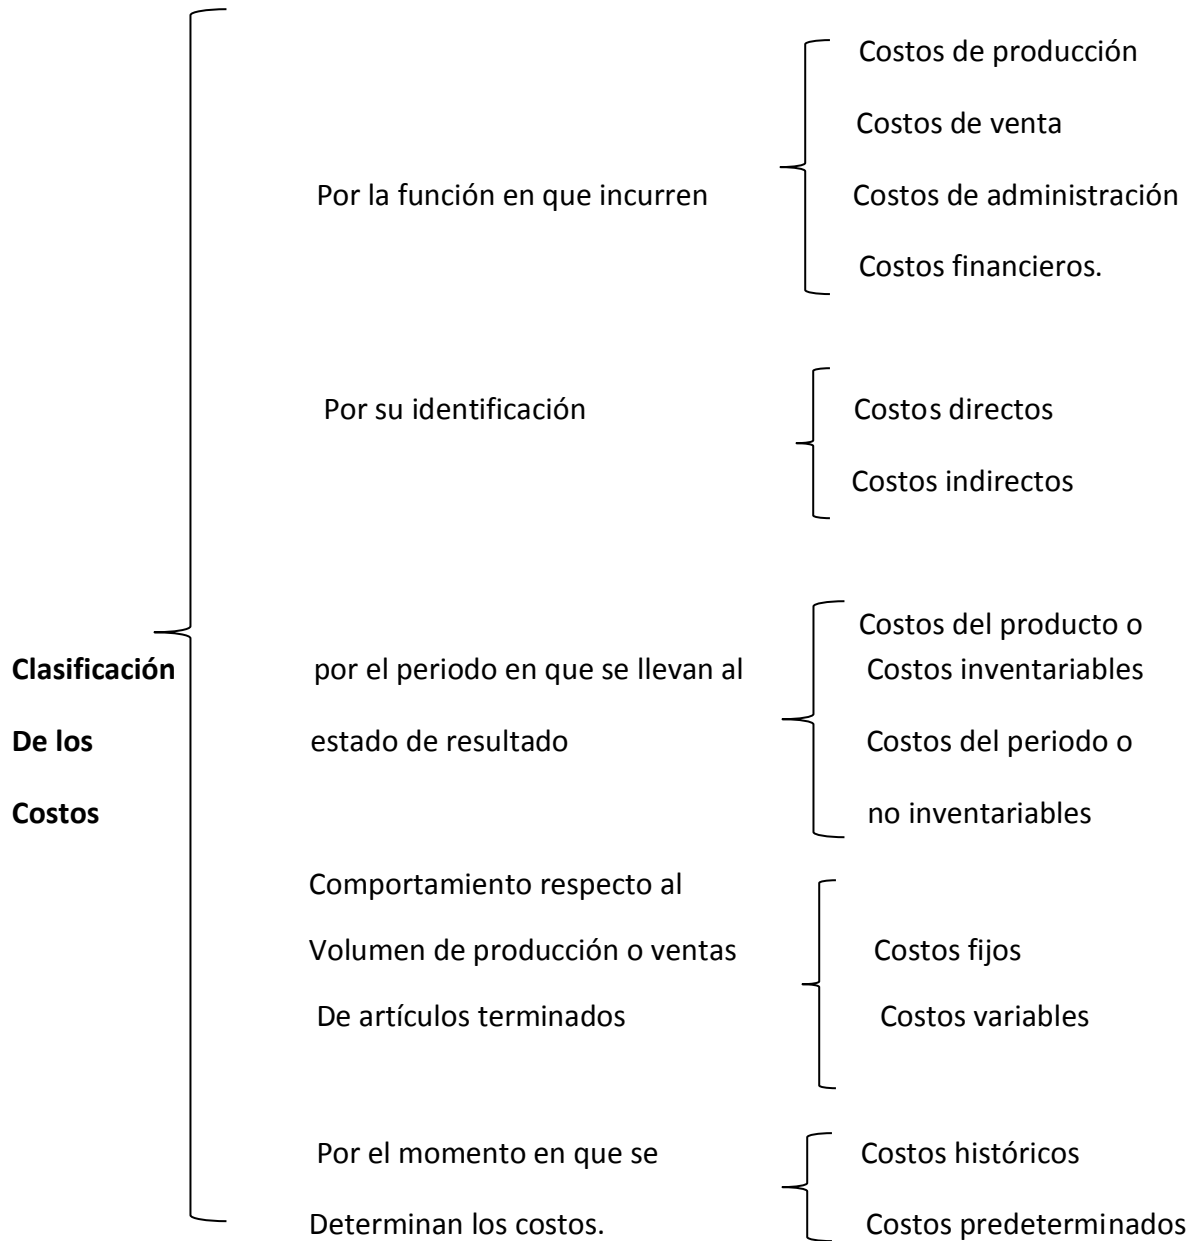 Costos de producción
Costos de venta
Por la función en que incurren
Costos de administración
Costos financieros.
Por su identificación
Costos directos
Costos indirectos
Costos del producto o
Clasificación
por el periodo en que se llevan al
Costos inventariables
De los
estado de resultado
Costos del periodo o
Costos
no inventariables
Comportamiento respecto al
Volumen de producción o ventas
Costos fijos
De artículos terminados
Costos variables
Por el momento en que se
Costos históricos
Determinan los costos.
Costos predeterminados